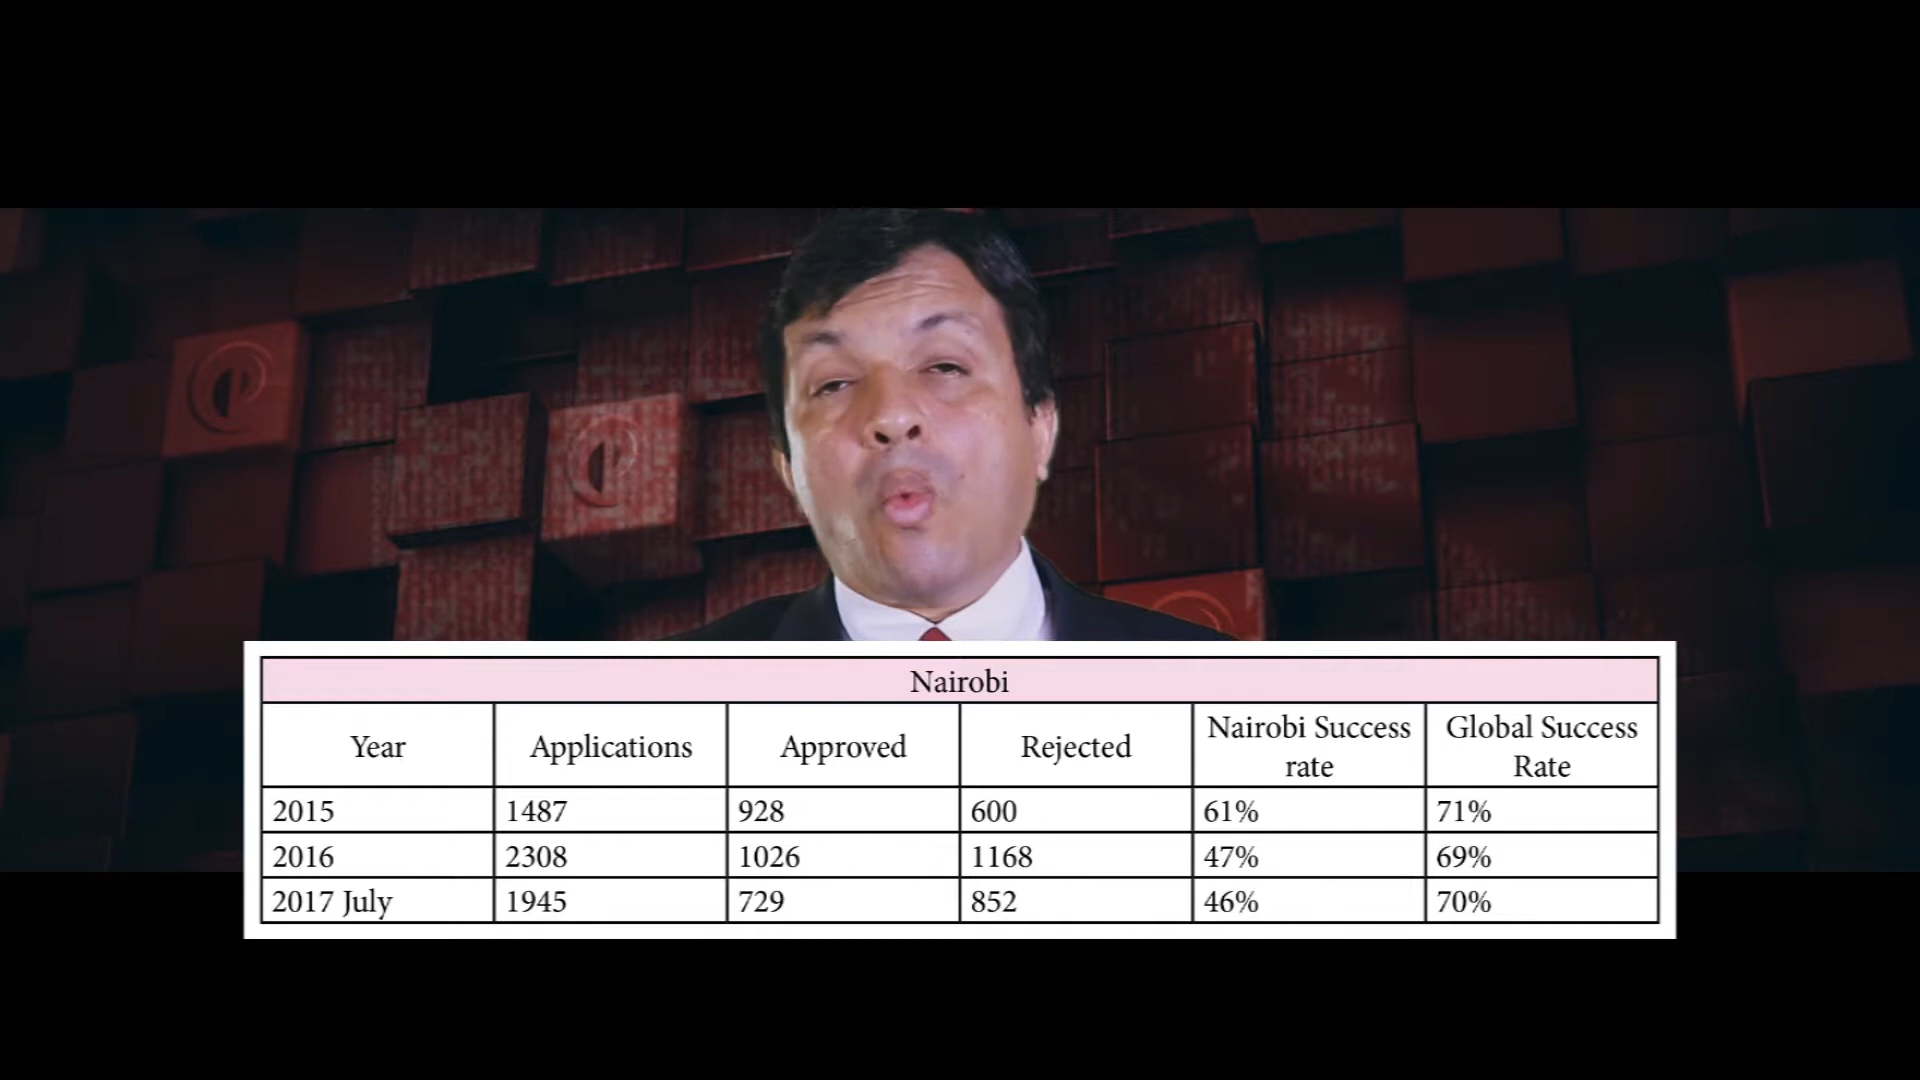 Nairobi
Year Applications Approved Rejected Nairobi Success rate Global Success Rate
2015 1487 928 600 61% 71%
2016 2308 1026 1168 47% 69%
2017 July 1945 729 852 46% 70%